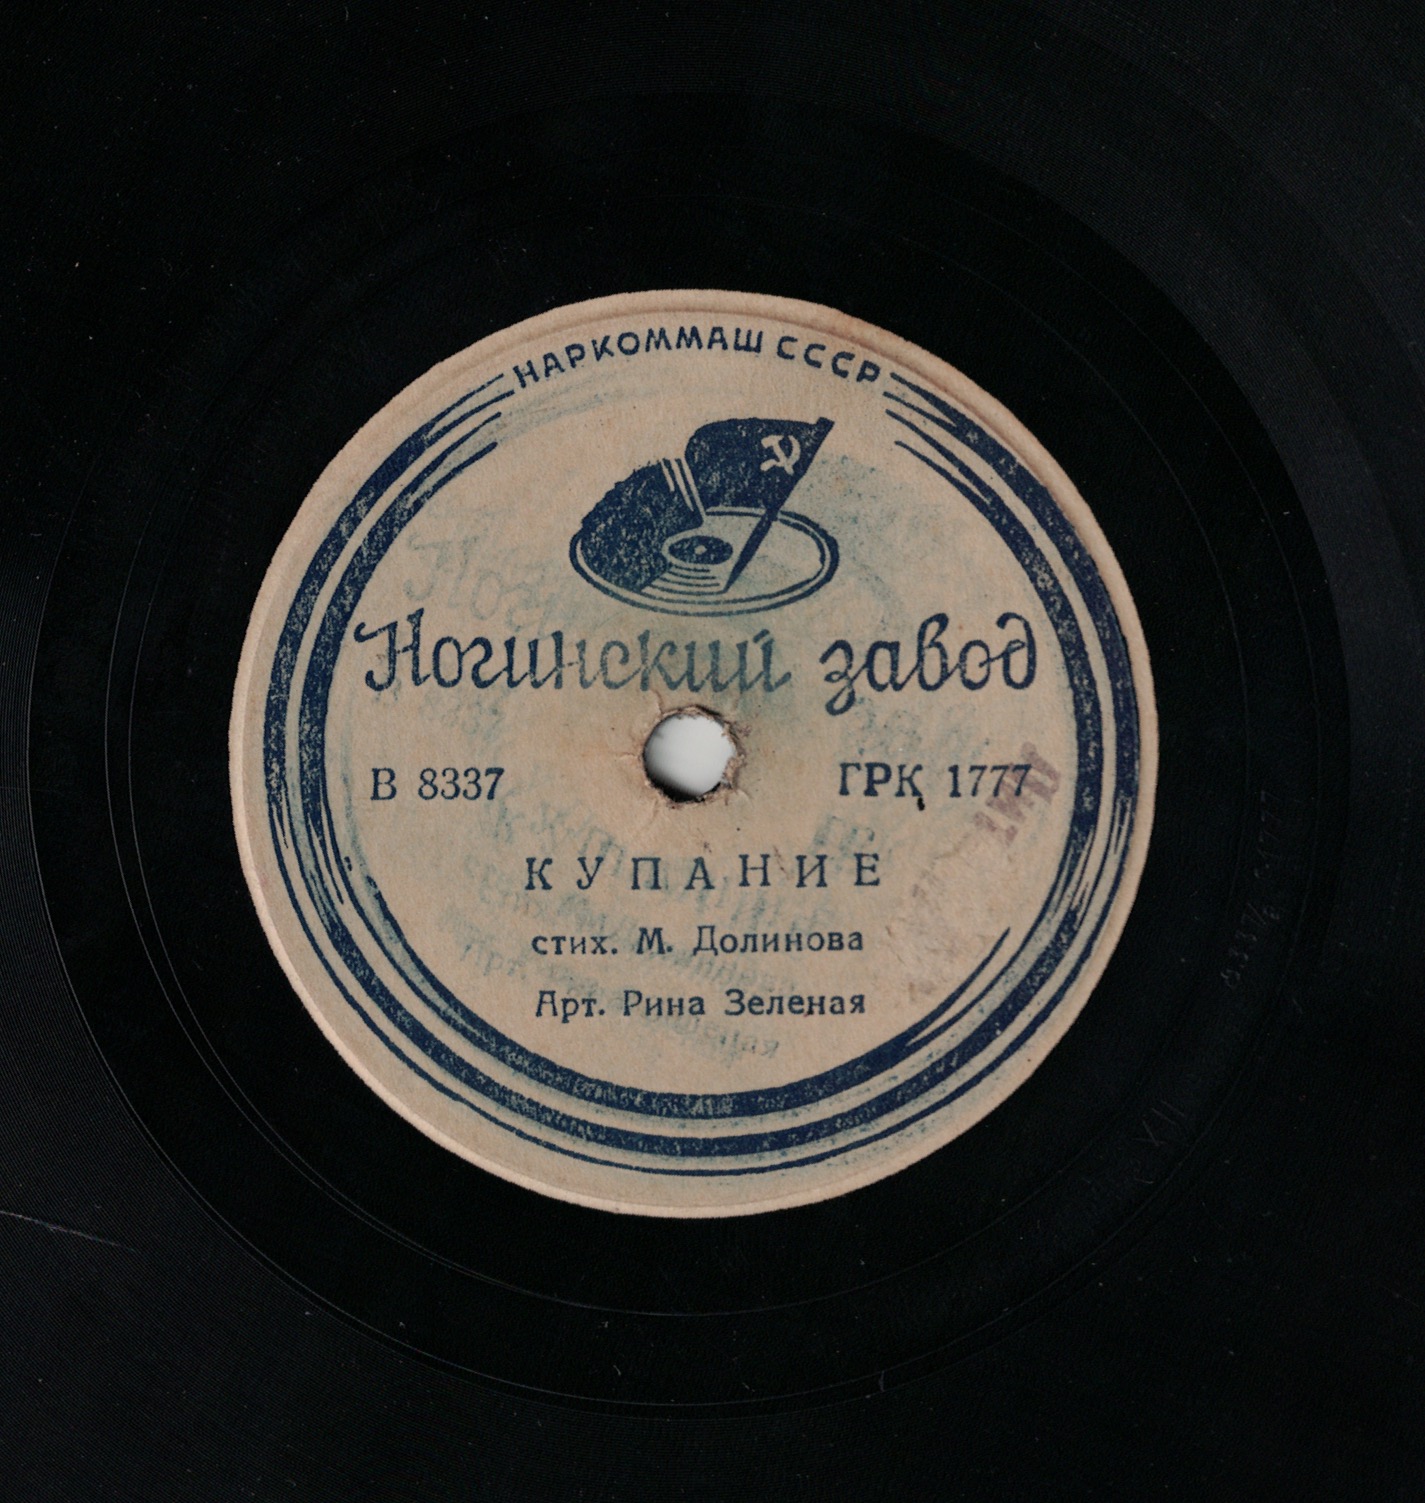 НАРКОММАШ СССР
Ногинский завод
В 8337 ГРК 1777
КУПАНИЕ
стих. М. Долинова
Арт. Рина Зеленая